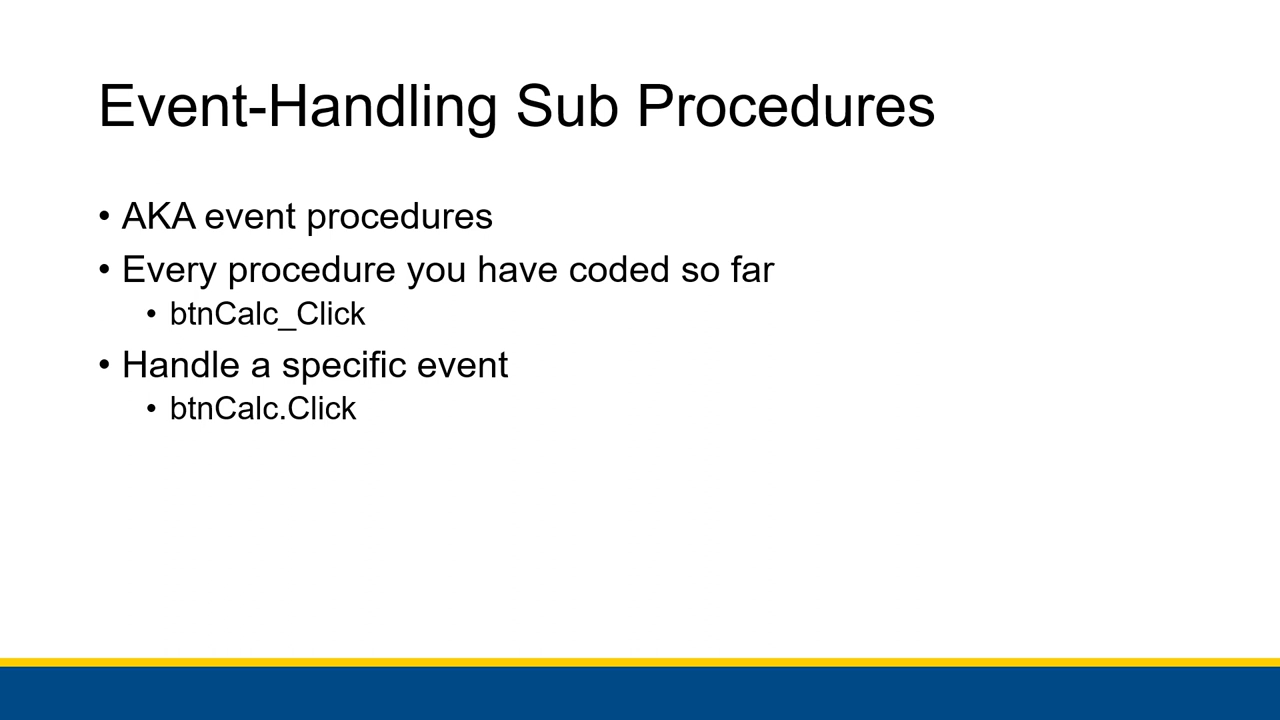 Event-Handling Sub Procedures
• AKA event procedures
• Every procedure you have coded so far
• btnCalc_Click
• Handle a specific event
• btnCalc.Click